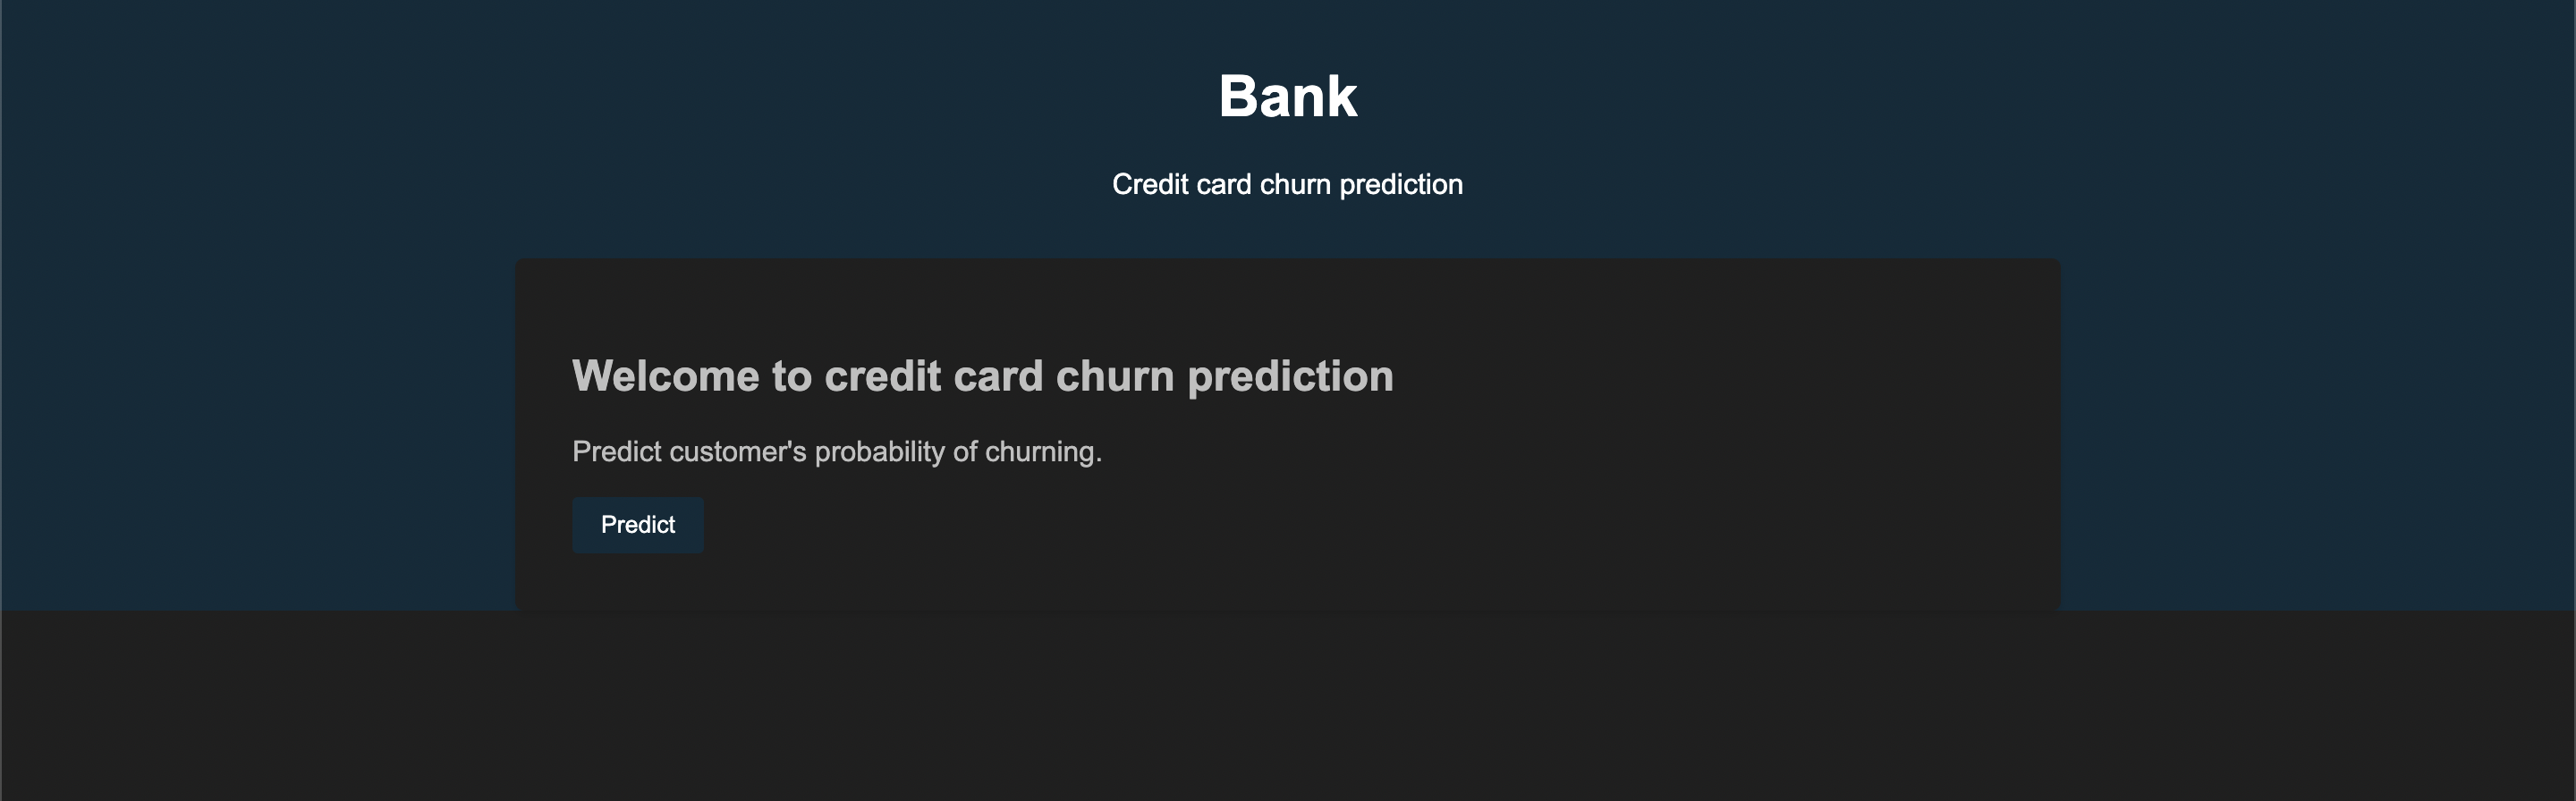 Bank
Credit card churn prediction
Welcome to credit card churn prediction
Predict customer's probability of churning.
Predict